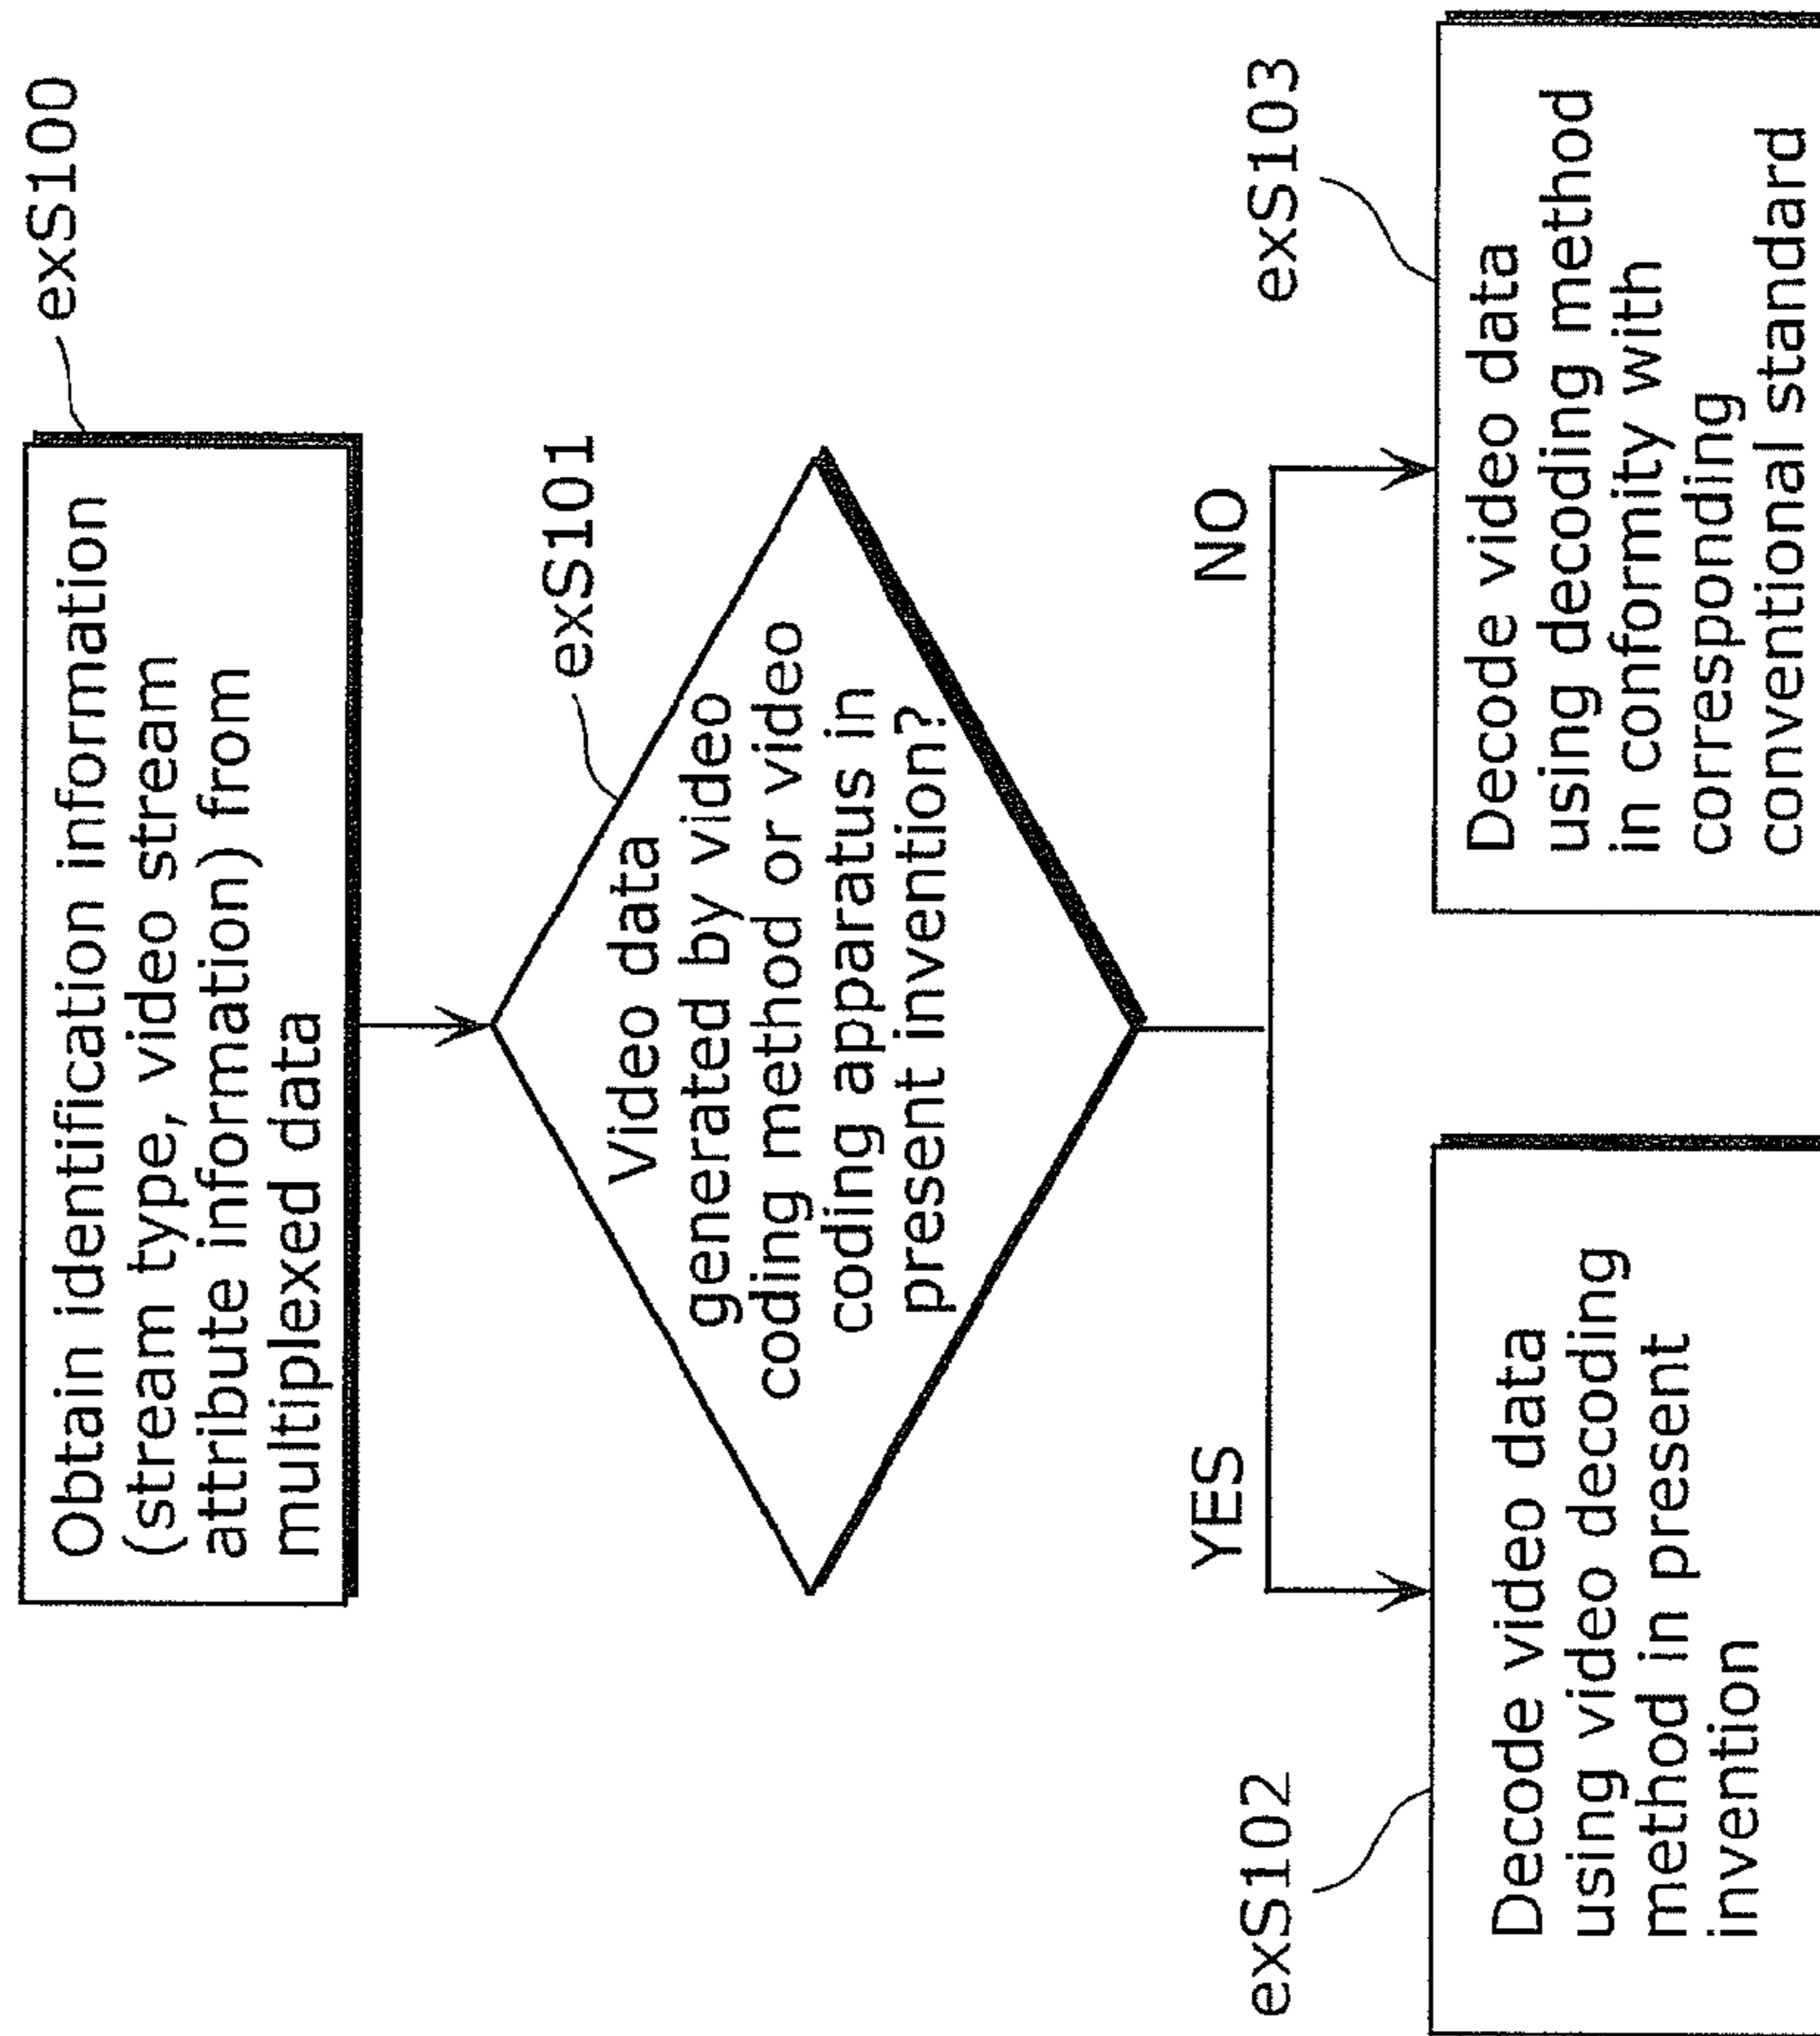 exS100
Obtain identification information
(stream type, video stream
attribute information) from
multiplexed data
exS101
Video data
generated by video
coding method or video
coding apparatus in
present invention?
YES
NO
exS102
Decode video data
using video decoding
method in present
invention
exS103
Decode video data
using decoding method
in conformity with
corresponding
conventional standard